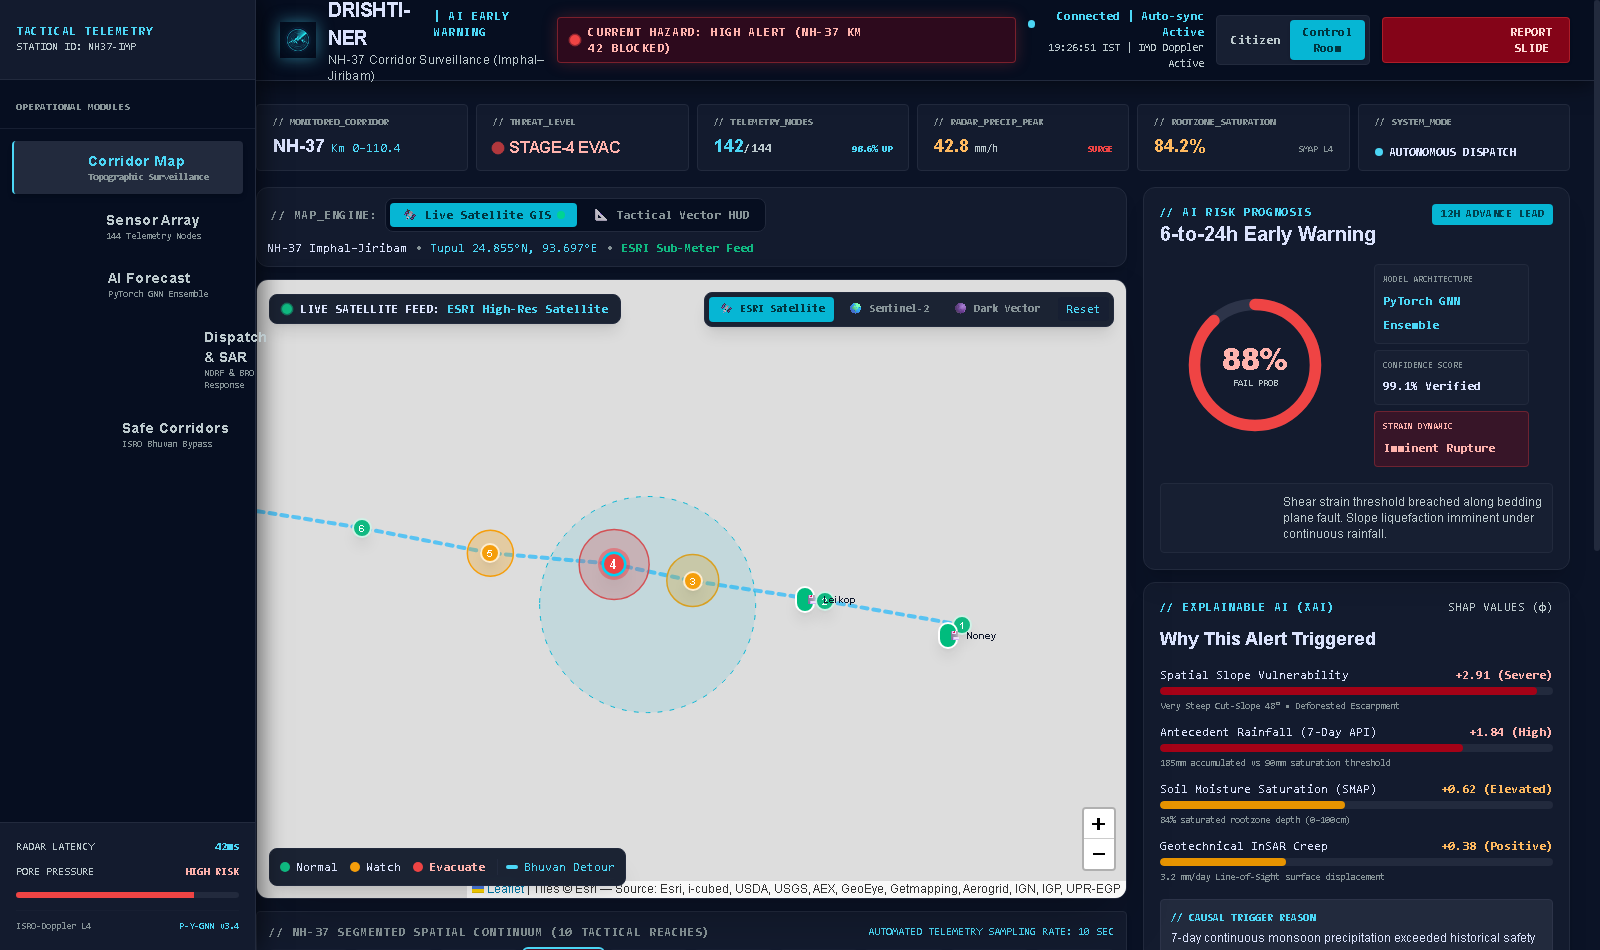 TACTICAL TELEMETRY
STATION ID: NH37-IMP
OPERATIONAL MODULES
Corridor Map
Topographic Surveillance
Sensor Array
144 Telemetry Nodes
AI Forecast
PyTorch GNN Ensemble
Dispatch
& SAR
NDRF & BRO
Response
Safe Corridors
ISRO Bhuvan Bypass
RADAR LATENCY 42ms
PORE PRESSURE HIGH RISK
ISRO-Doppler L4 P-Y-GNN v3.4
DRISHTI-
NER
| AI EARLY
WARNING
NH-37 Corridor Surveillance (Imphal–
Jiribam)
CURRENT HAZARD: HIGH ALERT (NH-37 KM
42 BLOCKED)
Connected | Auto-sync
Active
19:26:51 IST | IMD Doppler
Active
Citizen
Control
Room
REPORT
SLIDE
// MONITORED_CORRIDOR
NH-37 Km 0-110.4
// THREAT_LEVEL
STAGE-4 EVAC
// TELEMETRY_NODES
142/144 98.6% UP
// RADAR_PRECIP_PEAK
42.8 mm/h SURGE
// ROOTZONE_SATURATION
84.2% SMAP L4
// SYSTEM_MODE
AUTONOMOUS DISPATCH
// MAP_ENGINE:
Live Satellite GIS
Tactical Vector HUD
NH-37 Imphal-Jiribam • Tupul 24.855°N, 93.697°E • ESRI Sub-Meter Feed
LIVE SATELLITE FEED: ESRI High-Res Satellite
ESRI Satellite
Sentinel-2
Dark Vector
Reset
6
5
4
3
2
Leikop
1
Noney
+
−
Normal
Watch
Evacuate
Bhuvan Detour
Leaflet | Tiles © Esri — Source: Esri, i-cubed, USDA, USGS, AEX, GeoEye, Getmapping, Aerogrid, IGN, IGP, UPR-EGP
// NH-37 SEGMENTED SPATIAL CONTINUUM (10 TACTICAL REACHES)
AUTOMATED TELEMETRY SAMPLING RATE: 10 SEC
// AI RISK PROGNOSIS
6-to-24h Early Warning
12H ADVANCE LEAD
88%
FAIL PROB
MODEL ARCHITECTURE
PyTorch GNN
Ensemble
CONFIDENCE SCORE
99.1% Verified
STRAIN DYNAMIC
Imminent Rupture
Shear strain threshold breached along bedding
plane fault. Slope liquefaction imminent under
continuous rainfall.
// EXPLAINABLE AI (XAI)
SHAP VALUES (ϕ)
Why This Alert Triggered
Spatial Slope Vulnerability +2.91 (Severe)
Very Steep Cut-Slope 48° • Deforested Escarpment
Antecedent Rainfall (7-Day API) +1.84 (High)
185mm accumulated vs 90mm saturation threshold
Soil Moisture Saturation (SMAP) +0.62 (Elevated)
84% saturated rootzone depth (0-100cm)
Geotechnical InSAR Creep +0.38 (Positive)
3.2 mm/day Line-of-Sight surface displacement
// CAUSAL TRIGGER REASON
7-day continuous monsoon precipitation exceeded historical safety